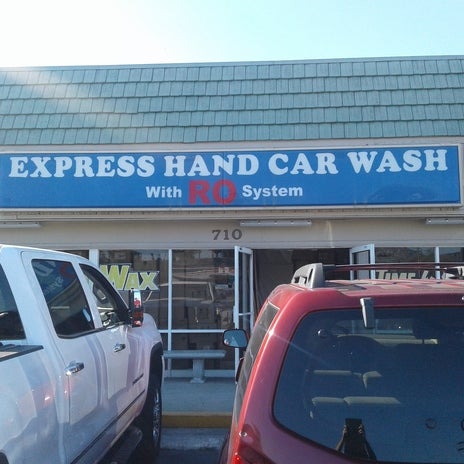 EXPRESS HAND CAR WASH
With RO System
710
WAX